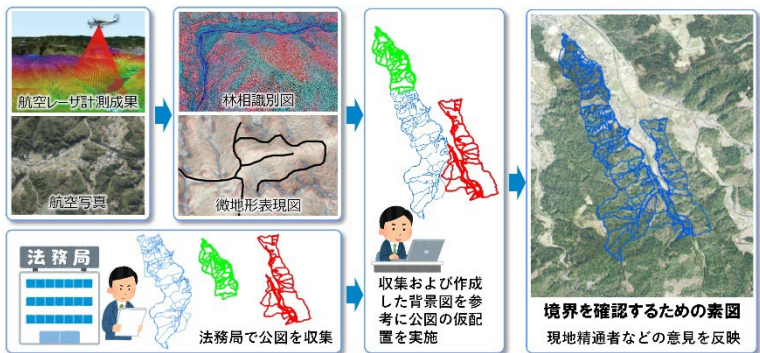 航空レーザ計測成果
航空写真
林相識別図
微地形表現図
法務局
法務局で公図を収集
収集および作成
した背景図を参
考に公図の仮配
置を実施
境界を確認するための素図
現地精通者などの意見を反映